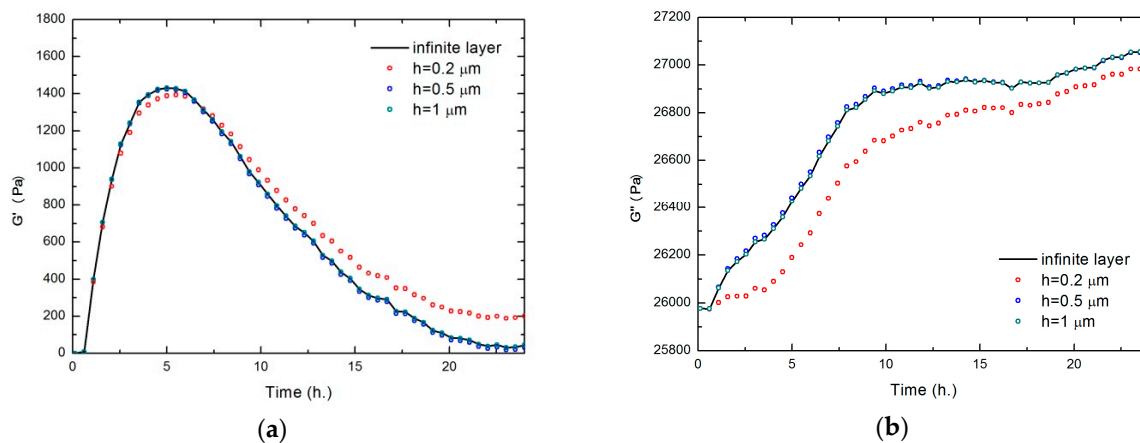 1800
1600
1400
1200
1000
800
600
400
200
0
G' (Pa)
infinite layer
h=0.2 μm
h=0.5 μm
h=1 μm
0 5 10 15 20
Time (h.)
(a)
27200
27000
26800
26600
26400
26200
26000
25800
G" (Pa)
infinite layer
h=0.2 μm
h=0.5 μm
h=1 μm
0 5 10 15 20
Time (h.)
(b)